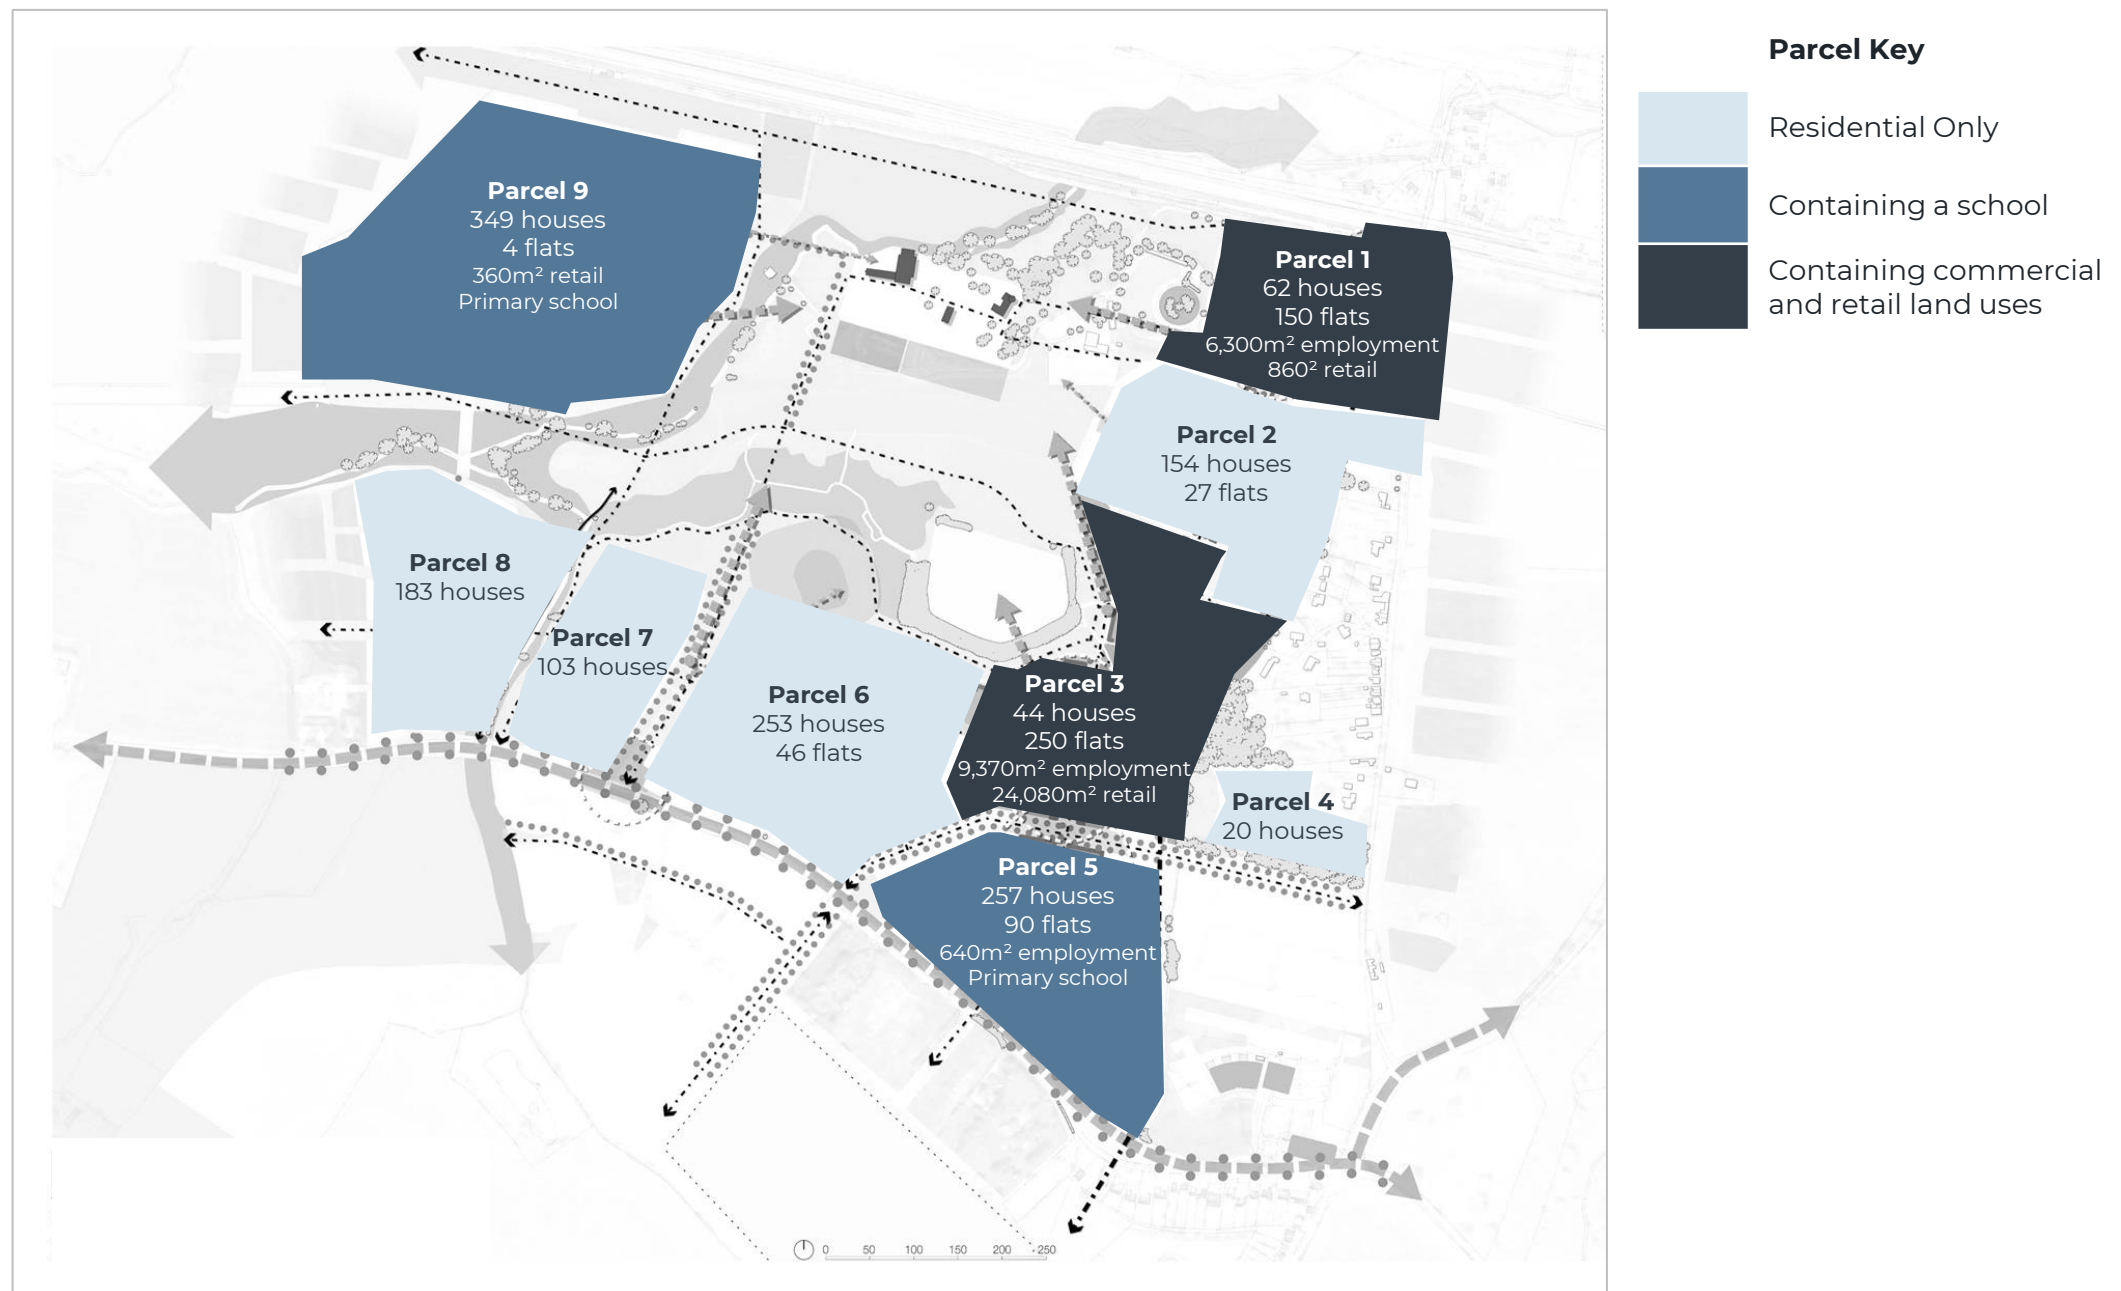 Parcel Key
Residential Only
Containing a school
Containing commercial
and retail land uses
Parcel 9
349 houses
4 flats
360m² retail
Primary school
Parcel 1
62 houses
150 flats
6,300m² employment
860² retail
Parcel 2
154 houses
27 flats
Parcel 8
183 houses
Parcel 7
103 houses
Parcel 6
253 houses
46 flats
Parcel 3
44 houses
250 flats
9,370m² employment
24,080m² retail
Parcel 4
20 houses
Parcel 5
257 houses
90 flats
640m² employment
Primary school
0 50 100 150 200 250